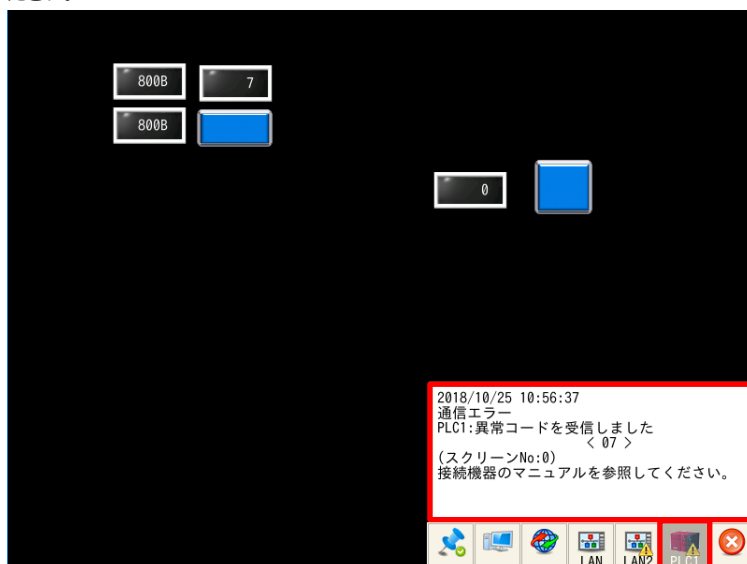 800B 7
800B
0
2018/10/25 10:56:37
通信エラー
PLC1:異常コードを受信しました
< 07 >
(スクリーンNo:0)
接続機器のマニュアルを参照してください。
LAN LAN2 PLC1